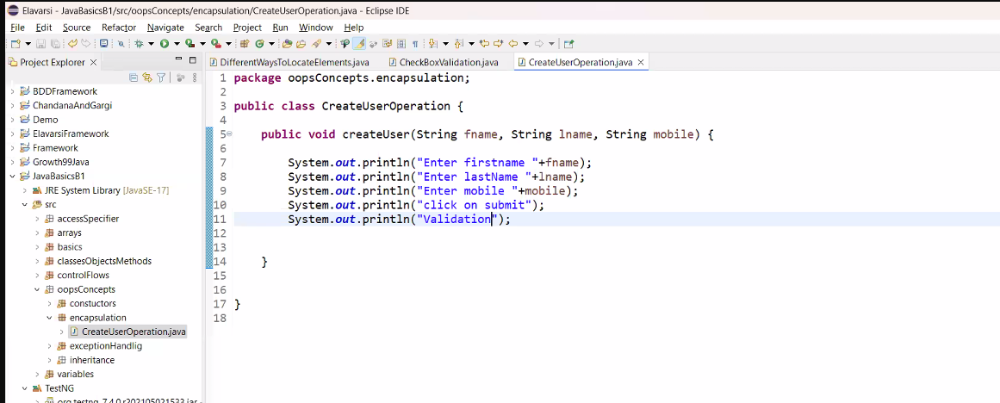 Elavarsi - JavaBasicsB1/src/oopsConcepts/encapsulation/CreateUserOperation.java - Eclipse IDE
File Edit Source Refactor Navigate Search Project Run Window Help
Project Explorer
DifferentWaysToLocateElements.java CheckBoxValidation.java CreateUserOperation.java
BDDFramework
ChandanaAndGargi
Demo
ElavarsiFramework
Framework
Growth99Java
JavaBasicsB1
JRE System Library [JavaSE-17]
src
accessSpecifier
arrays
basics
classesObjectsMethods
controlFlows
oopsConcepts
constuctors
encapsulation
CreateUserOperation.java
exceptionHandlig
inheritance
variables
TestNG
org.testng_7.4.0.r202105021533.jar
1 package oopsConcepts.encapsulation;
2
3 public class CreateUserOperation {
4
5 public void createUser(String fname, String lname, String mobile) {
6
7 System.out.println("Enter firstname "+fname);
8 System.out.println("Enter lastName "+lname);
9 System.out.println("Enter mobile "+mobile);
10 System.out.println("click on submit");
11 System.out.println("Validation");
12
13
14 }
15
16
17 }
18